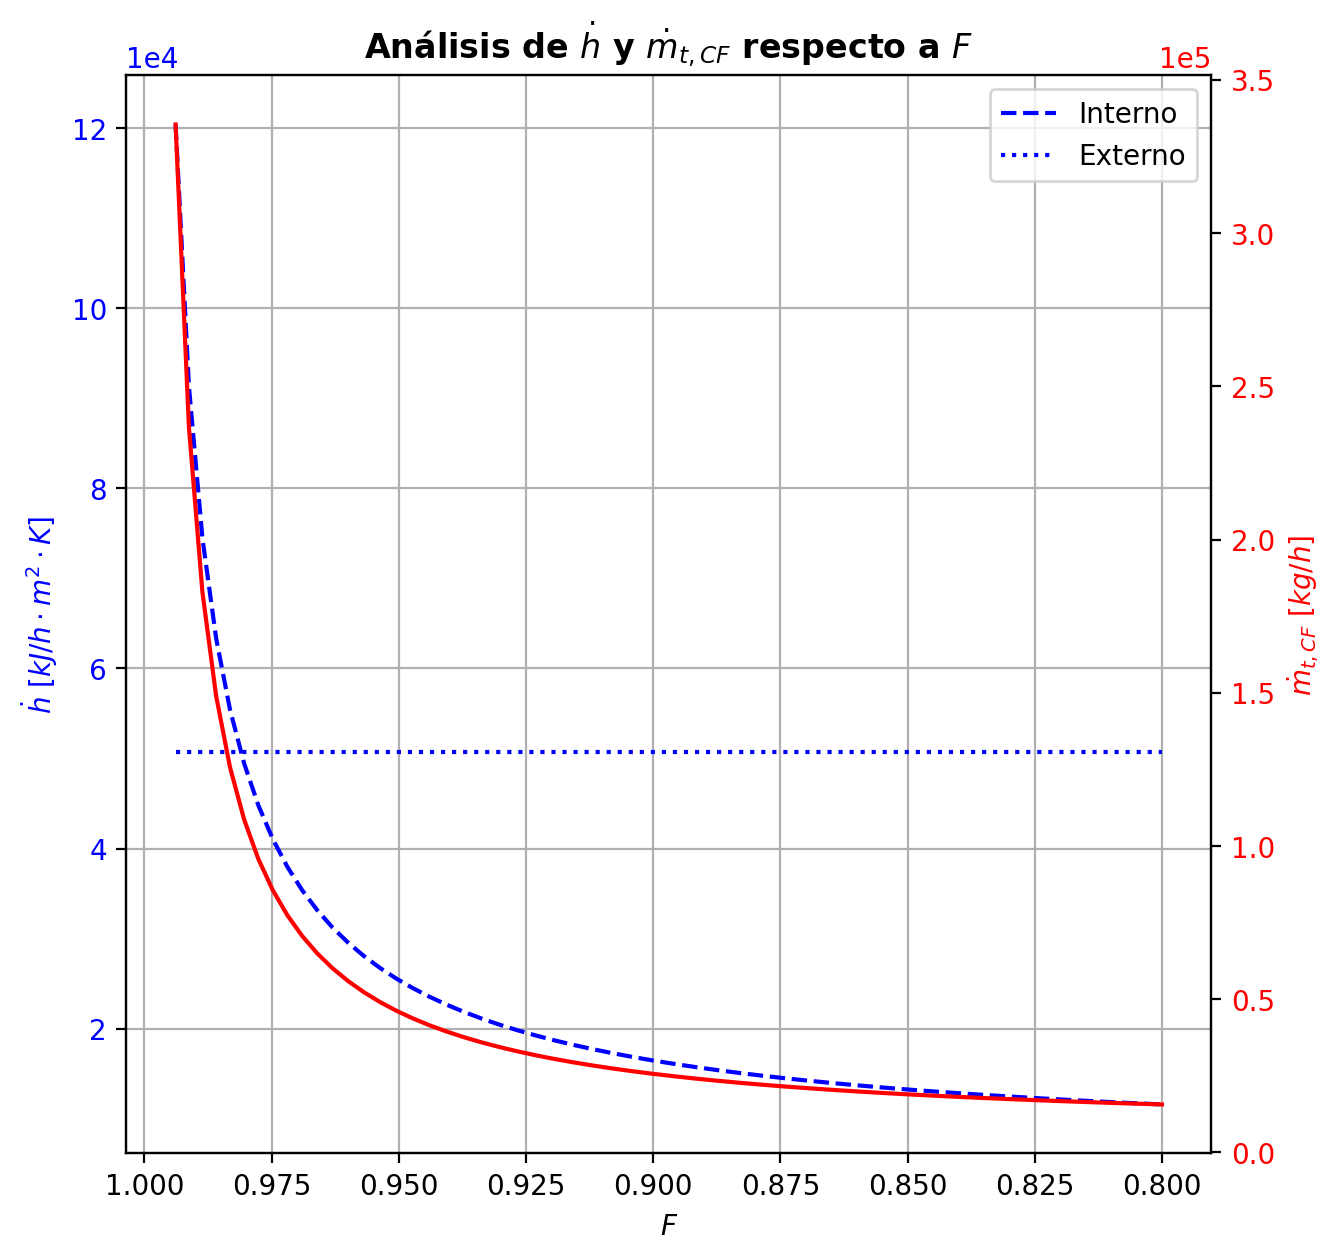 Análisis de ḣ y ṁ_{t,CF} respecto a F
1e4
1e5
Interno
Externo
12
10
8
6
4
2
ḣ [kJ/h · m² · K]
3.5
3.0
2.5
2.0
1.5
1.0
0.5
0.0
ṁ_{t,CF} [kg/h]
1.000 0.975 0.950 0.925 0.900 0.875 0.850 0.825 0.800
F